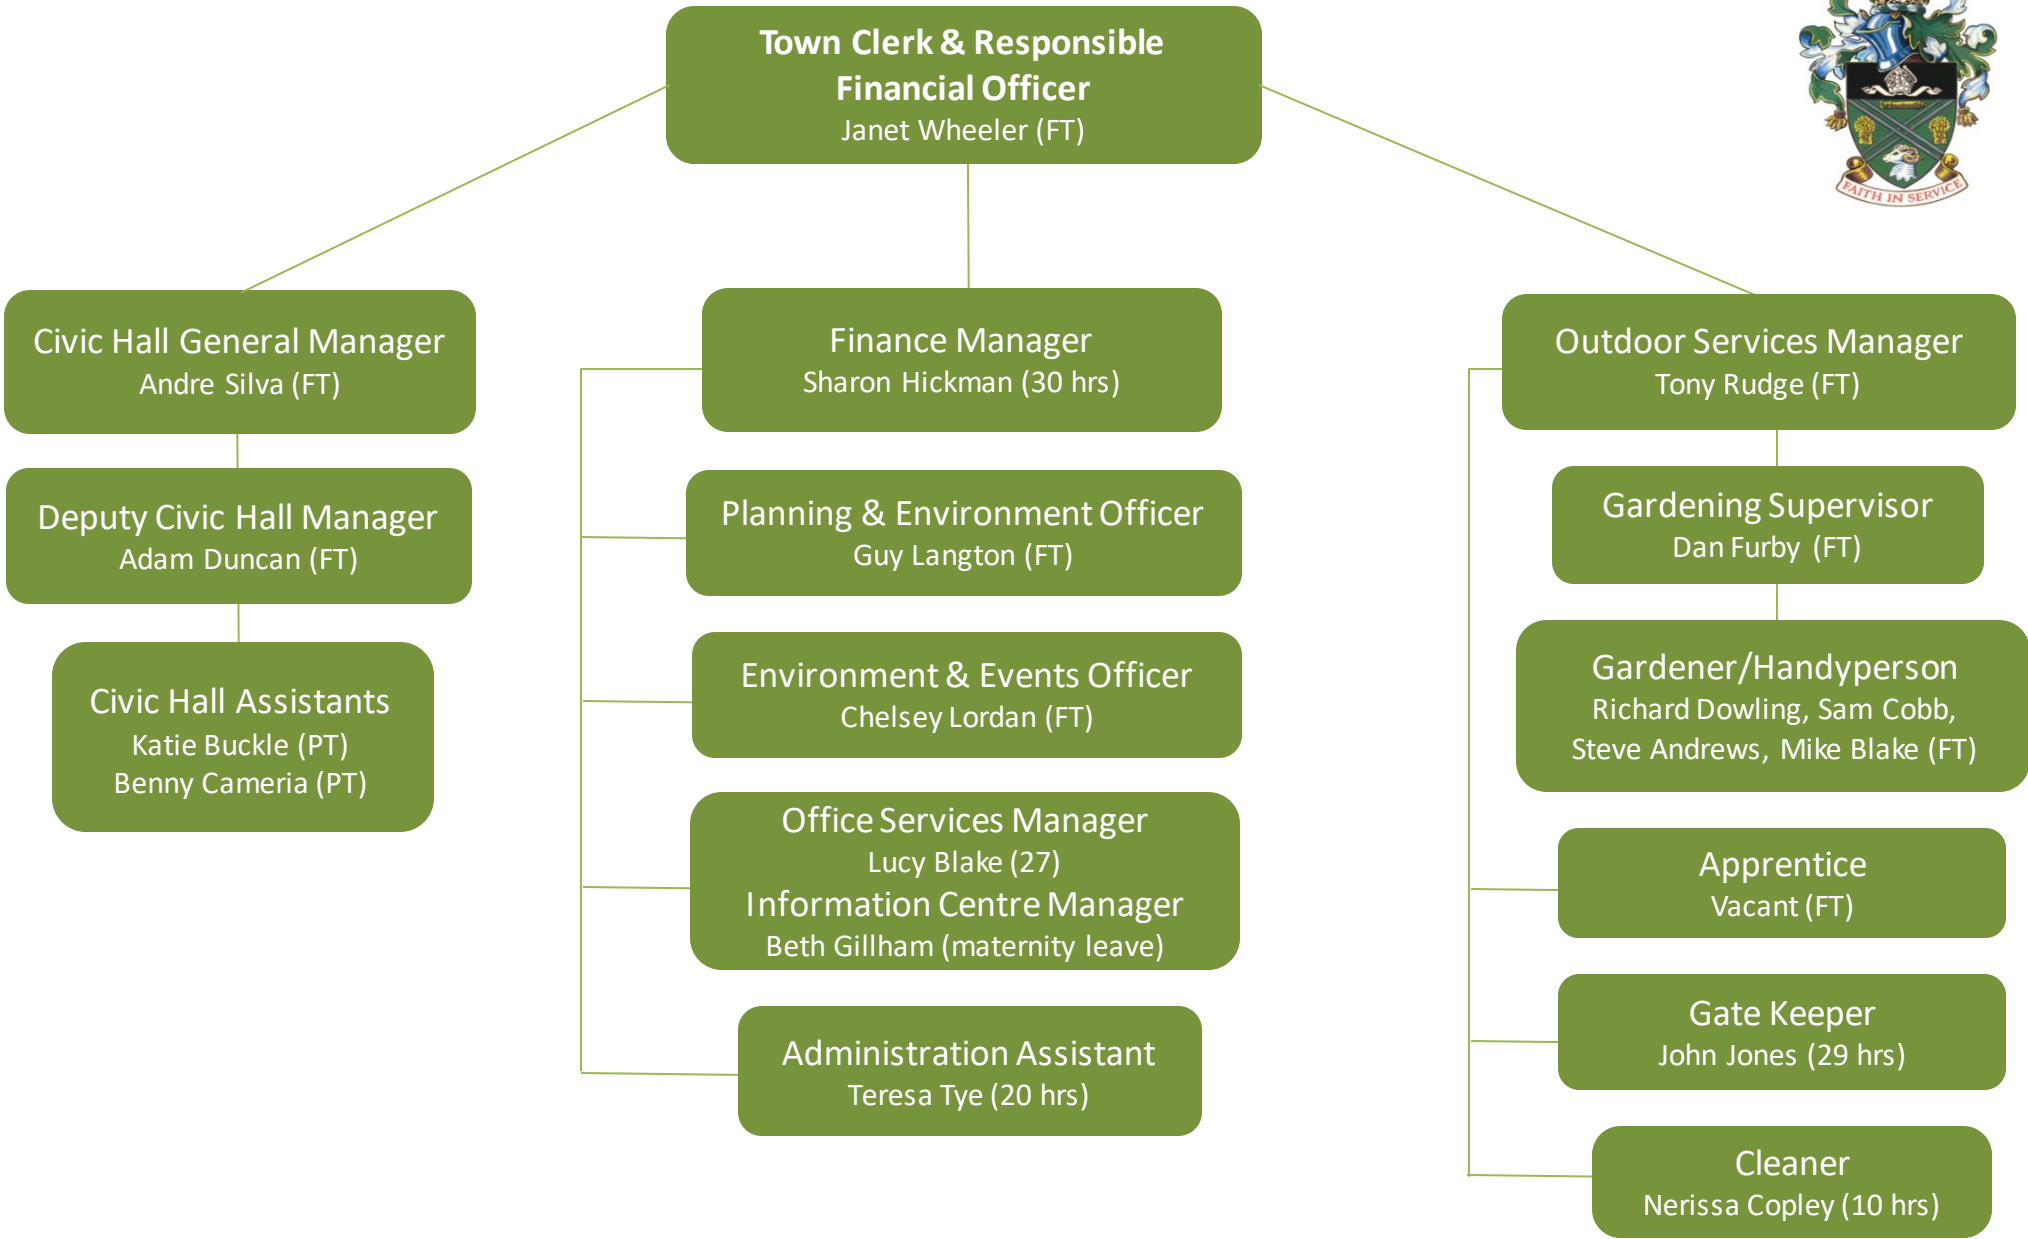 Town Clerk & Responsible
Financial Officer
Janet Wheeler (FT)
FAITH IN SERVICE
Civic Hall General Manager
Andre Silva (FT)
Deputy Civic Hall Manager
Adam Duncan (FT)
Civic Hall Assistants
Katie Buckle (PT)
Benny Cameria (PT)
Finance Manager
Sharon Hickman (30 hrs)
Planning & Environment Officer
Guy Langton (FT)
Environment & Events Officer
Chelsey Lordan (FT)
Office Services Manager
Lucy Blake (27)
Information Centre Manager
Beth Gillham (maternity leave)
Administration Assistant
Teresa Tye (20 hrs)
Outdoor Services Manager
Tony Rudge (FT)
Gardening Supervisor
Dan Furby (FT)
Gardener/Handyperson
Richard Dowling, Sam Cobb,
Steve Andrews, Mike Blake (FT)
Apprentice
Vacant (FT)
Gate Keeper
John Jones (29 hrs)
Cleaner
Nerissa Copley (10 hrs)